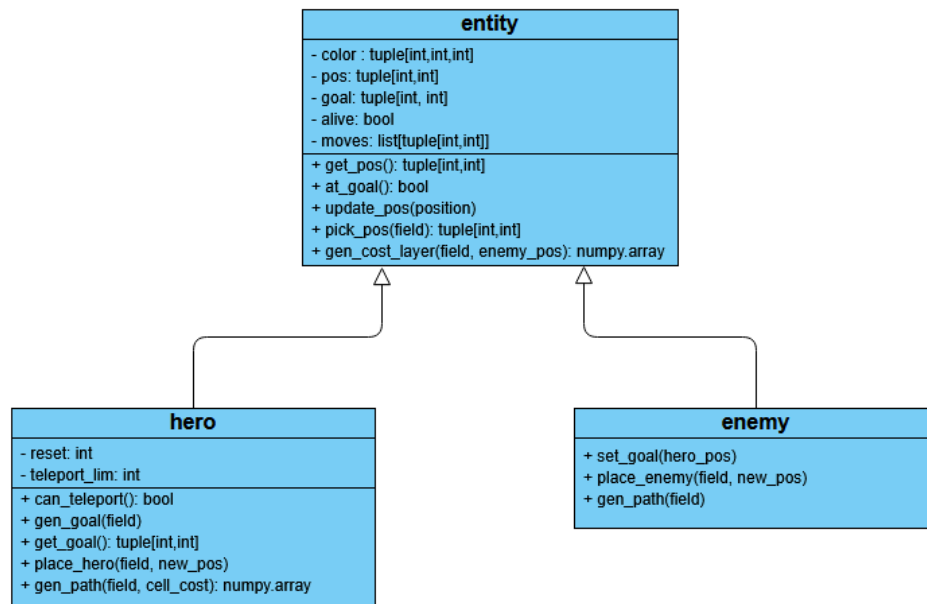 entity
- color : tuple[int,int,int]
- pos: tuple[int,int]
- goal: tuple[int, int]
- alive: bool
- moves: list[tuple[int,int]]
+ get_pos(): tuple[int,int]
+ at_goal(): bool
+ update_pos(position)
+ pick_pos(field): tuple[int,int]
+ gen_cost_layer(field, enemy_pos): numpy.array
hero
- reset: int
- teleport_lim: int
+ can_teleport(): bool
+ gen_goal(field)
+ get_goal(): tuple[int,int]
+ place_hero(field, new_pos)
+ gen_path(field, cell_cost): numpy.array
enemy
+ set_goal(hero_pos)
+ place_enemy(field, new_pos)
+ gen_path(field)